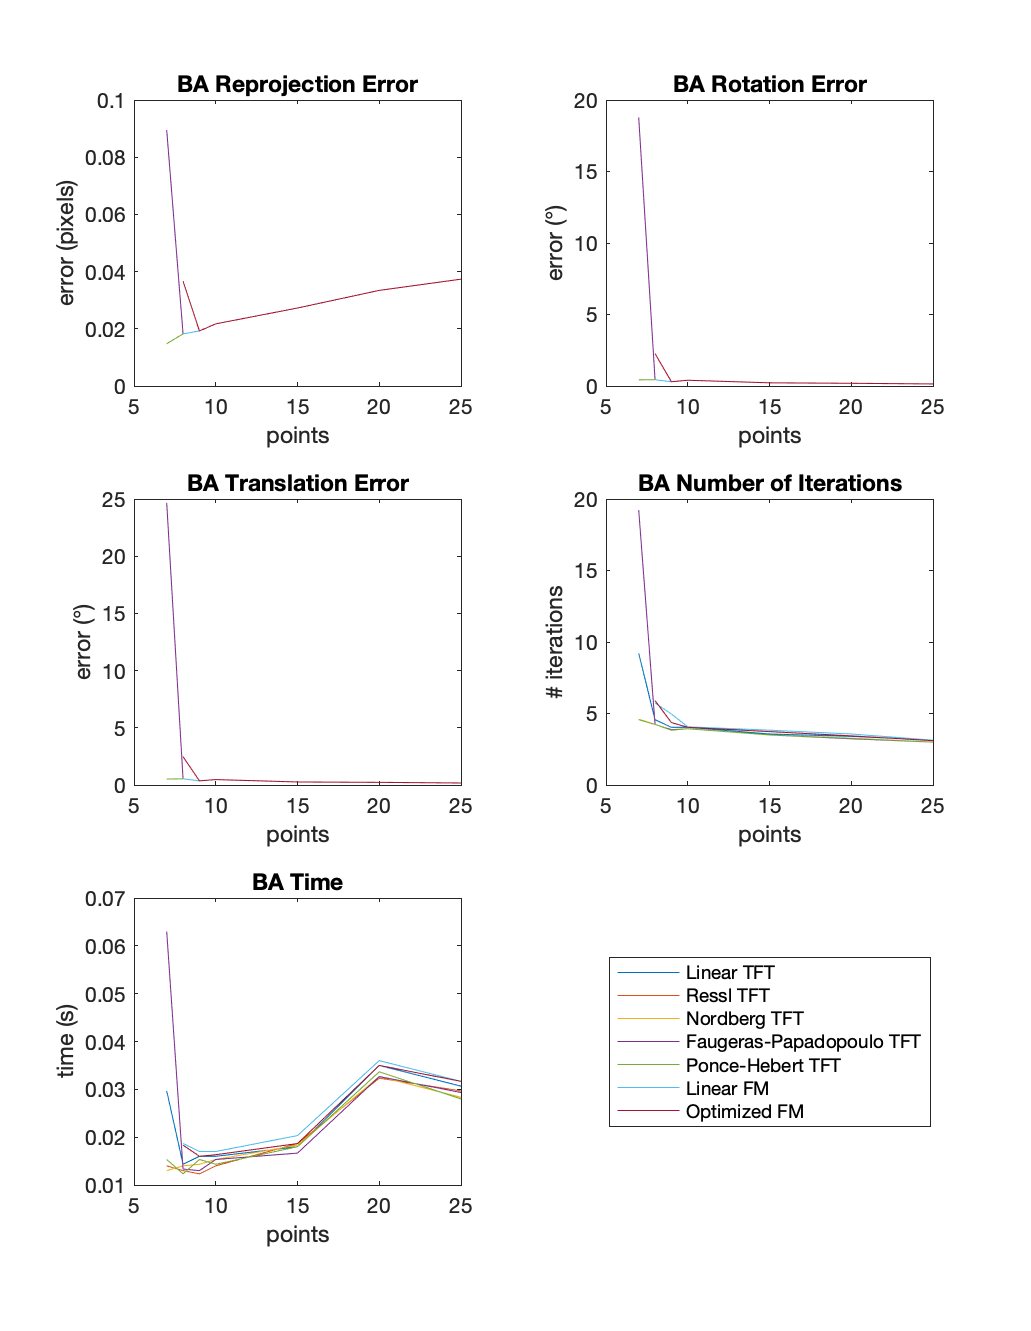 BA Reprojection Error
0.1
0.08
0.06
0.04
0.02
0
error (pixels)
5 10 15 20 25
points
BA Rotation Error
20
15
10
5
0
error (°)
5 10 15 20 25
points
BA Translation Error
25
20
15
10
5
0
error (°)
5 10 15 20 25
points
BA Number of Iterations
20
15
10
5
0
# iterations
5 10 15 20 25
points
BA Time
0.07
0.06
0.05
0.04
0.03
0.02
0.01
time (s)
5 10 15 20 25
points
Linear TFT
Ressl TFT
Nordberg TFT
Faugeras-Papadopoulo TFT
Ponce-Hebert TFT
Linear FM
Optimized FM